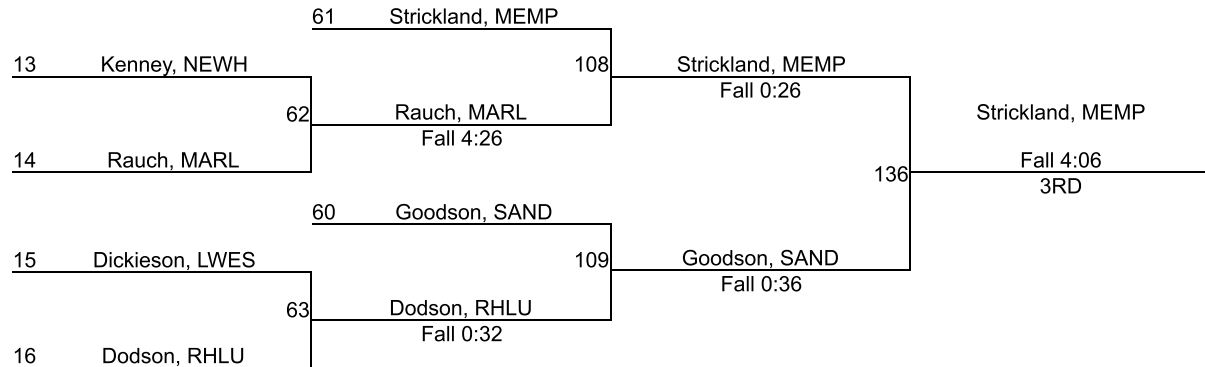 61 Strickland, MEMP
13 Kenney, NEWH
108 Strickland, MEMP
Fall 0:26
62 Rauch, MARL
Fall 4:26
Strickland, MEMP
14 Rauch, MARL
136 Fall 4:06
3RD
60 Goodson, SAND
15 Dickieson, LWES
109 Goodson, SAND
Fall 0:36
63 Dodson, RHLU
Fall 0:32
16 Dodson, RHLU